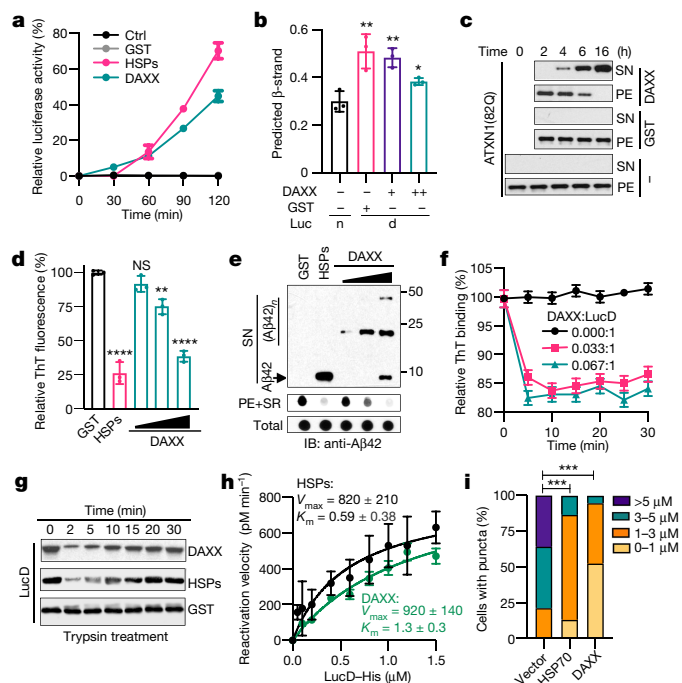 a
Relative luciferase activity (%)
80
60
40
20
0
Ctrl
GST
HSPs
DAXX
0 30 60 90 120
Time (min)
b
Predicted β-strand
0.6
0.4
0.2
0
** ** *
DAXX – – + ++
GST – + – –
Luc n d
c
Time 0 2 4 6 16 (h)
ATXN1(82Q)
SN
PE
DAXX
SN
PE
GST
SN
PE
–
d
Relative ThT fluorescence (%)
100
75
50
25
0
NS
**
****
****
GST
HSPs
DAXX
e
GST
HSPs
DAXX
SN
(Aβ42)n
Aβ42
50
25
10
PE+SR
Total
IB: anti-Aβ42
f
Relative ThT binding (%)
105
100
95
90
85
80
DAXX:LucD
0.000:1
0.033:1
0.067:1
0 10 20 30
Time (min)
g
Time (min)
0 2 5 10 15 20 30
LucD
DAXX
HSPs
GST
Trypsin treatment
h
Reactivation velocity (pM min⁻¹)
800
600
400
200
0
HSPs:
Vmax = 820 ± 210
Km = 0.59 ± 0.38
DAXX:
Vmax = 920 ± 140
Km = 1.3 ± 0.3
0.0 0.5 1.0 1.5
LucD–His (μM)
i
Cells with puncta (%)
100
80
60
40
20
0
***
***
>5 μM
3–5 μM
1–3 μM
0–1 μM
Vector
HSP70
DAXX